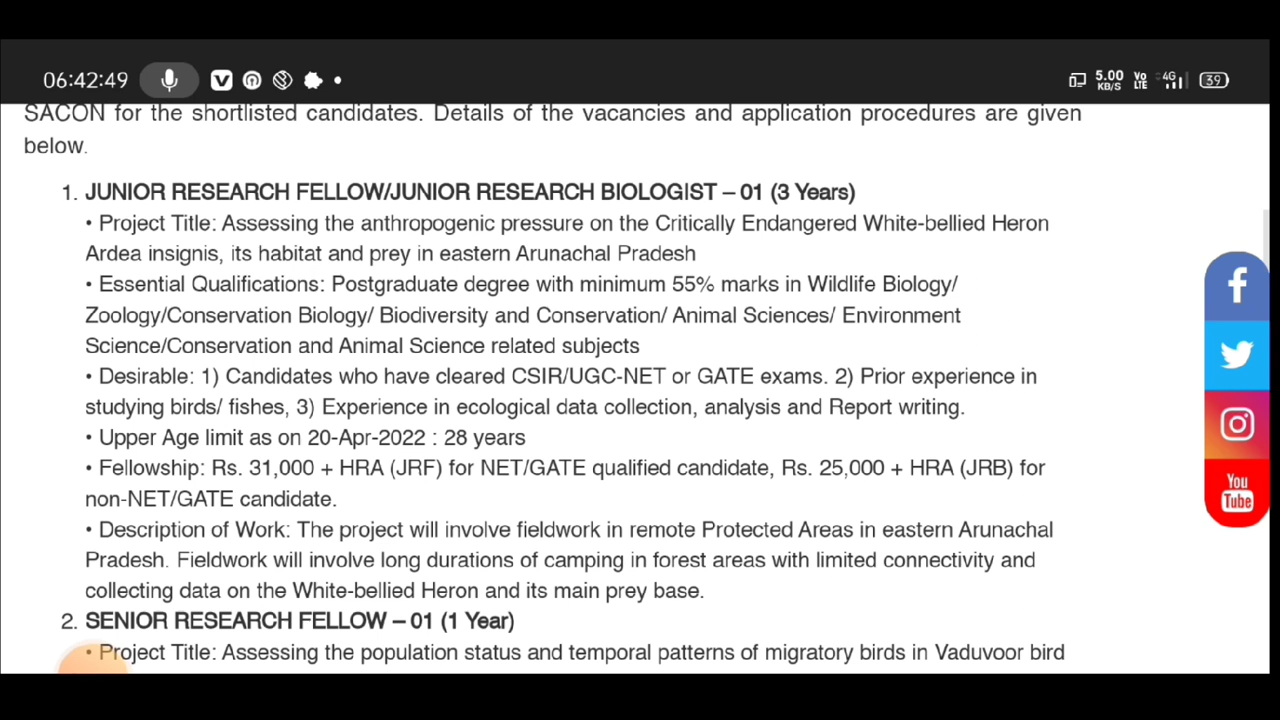 06:42:49
5.00 KB/S Vo LTE 4G 39
SACON for the shortlisted candidates. Details of the vacancies and application procedures are given
below.
1. JUNIOR RESEARCH FELLOW/JUNIOR RESEARCH BIOLOGIST – 01 (3 Years)
• Project Title: Assessing the anthropogenic pressure on the Critically Endangered White-bellied Heron
Ardea insignis, its habitat and prey in eastern Arunachal Pradesh
• Essential Qualifications: Postgraduate degree with minimum 55% marks in Wildlife Biology/
Zoology/Conservation Biology/ Biodiversity and Conservation/ Animal Sciences/ Environment
Science/Conservation and Animal Science related subjects
• Desirable: 1) Candidates who have cleared CSIR/UGC-NET or GATE exams. 2) Prior experience in
studying birds/ fishes, 3) Experience in ecological data collection, analysis and Report writing.
• Upper Age limit as on 20-Apr-2022 : 28 years
• Fellowship: Rs. 31,000 + HRA (JRF) for NET/GATE qualified candidate, Rs. 25,000 + HRA (JRB) for
non-NET/GATE candidate.
• Description of Work: The project will involve fieldwork in remote Protected Areas in eastern Arunachal
Pradesh. Fieldwork will involve long durations of camping in forest areas with limited connectivity and
collecting data on the White-bellied Heron and its main prey base.
2. SENIOR RESEARCH FELLOW – 01 (1 Year)
• Project Title: Assessing the population status and temporal patterns of migratory birds in Vaduvoor bird
You
Tube